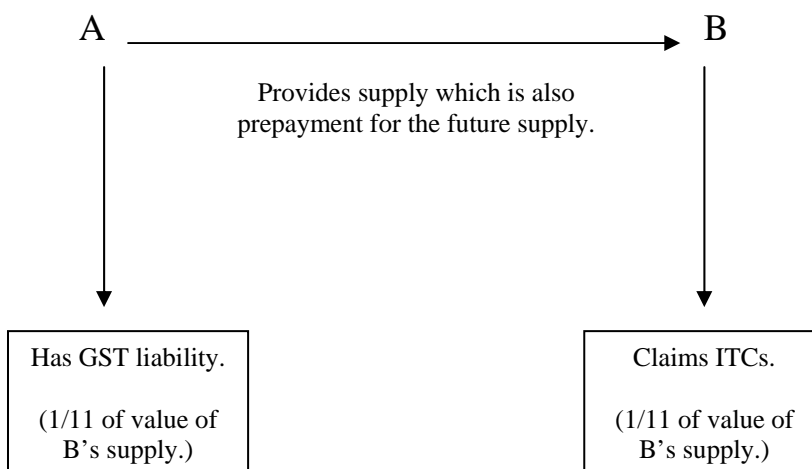 A B
Provides supply which is also
prepayment for the future supply.
Has GST liability.
(1/11 of value of
B's supply.)
Claims ITCs.
(1/11 of value of
B's supply.)